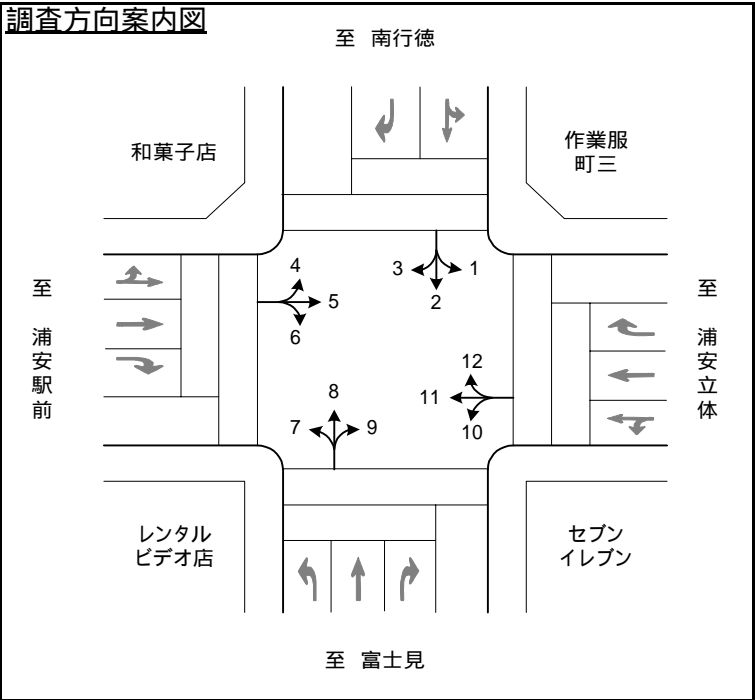 調査方向案内図
至 南行徳
和菓子店
作業服
町三
4
5
6
3
1
2
至 浦安駅前
至 浦安立体
12
11
10
8
7
9
レンタル
ビデオ店
セブン
イレブン
至 富士見